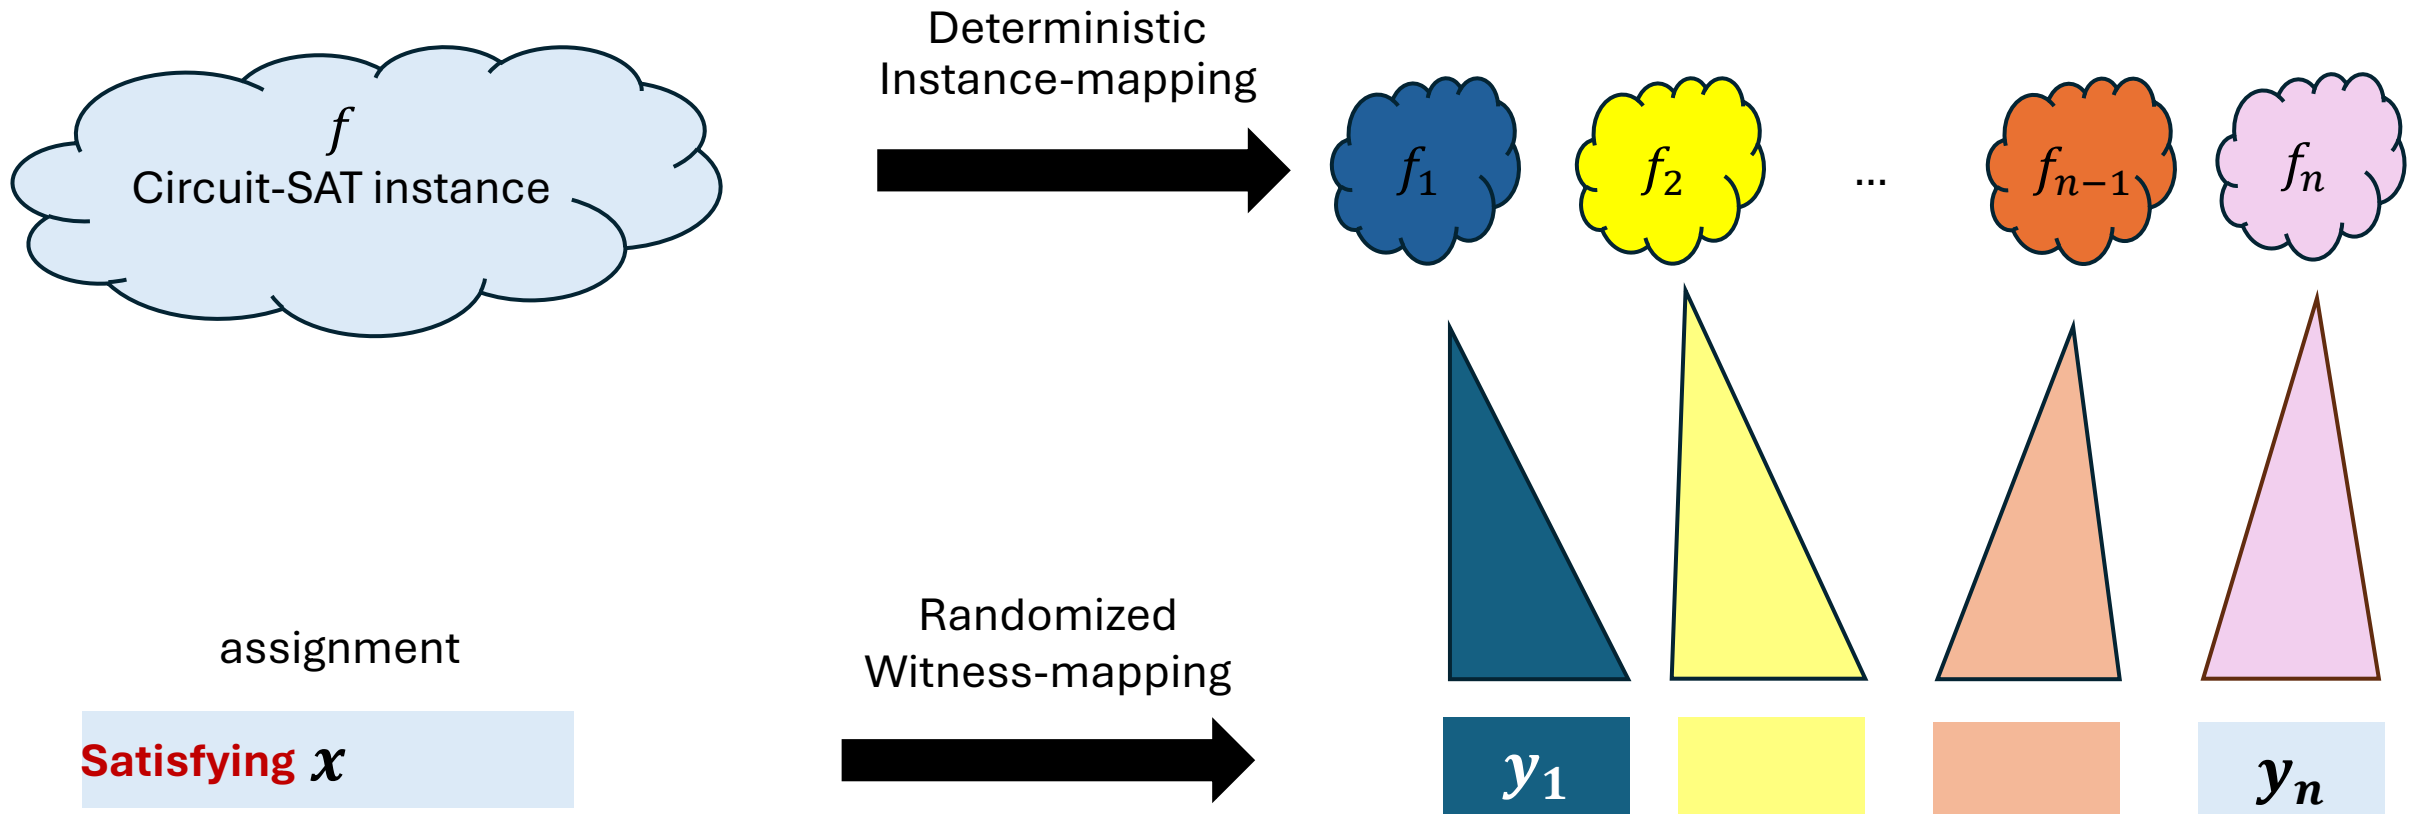 Deterministic
Instance-mapping
f
Circuit-SAT instance
f₁
f₂
...
fₙ₋₁
fₙ
Randomized
Witness-mapping
assignment
Satisfying x
y₁
yₙ